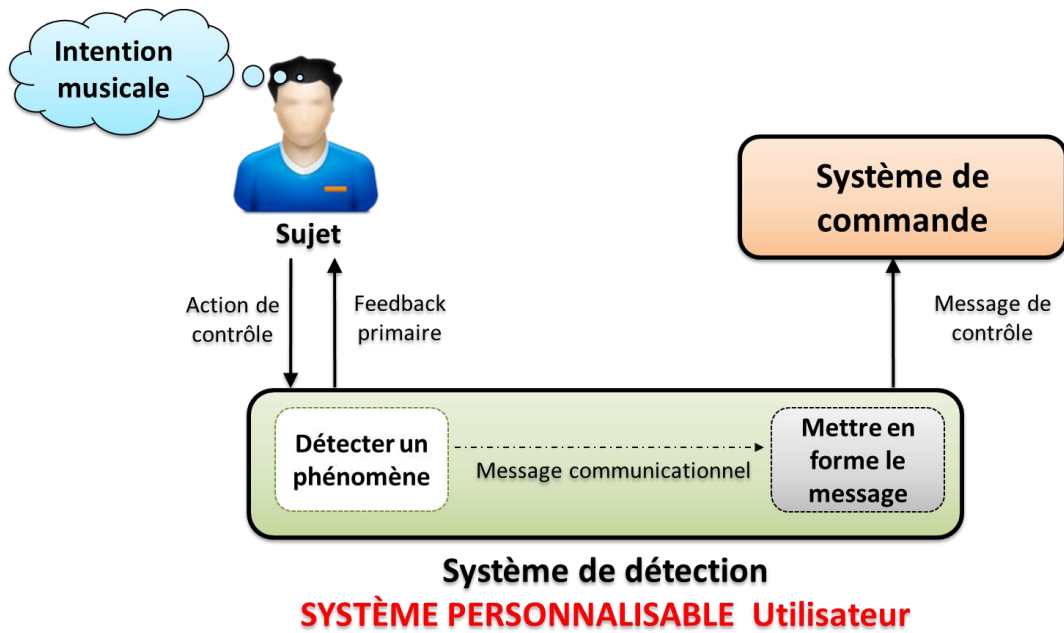 Intention
musicale
Sujet
Système de
commande
Action de
contrôle
Feedback
primaire
Message de
contrôle
Détecter un
phénomène
Message communicationnel
Mettre en
forme le
message
Système de détection
SYSTÈME PERSONNALISABLE Utilisateur